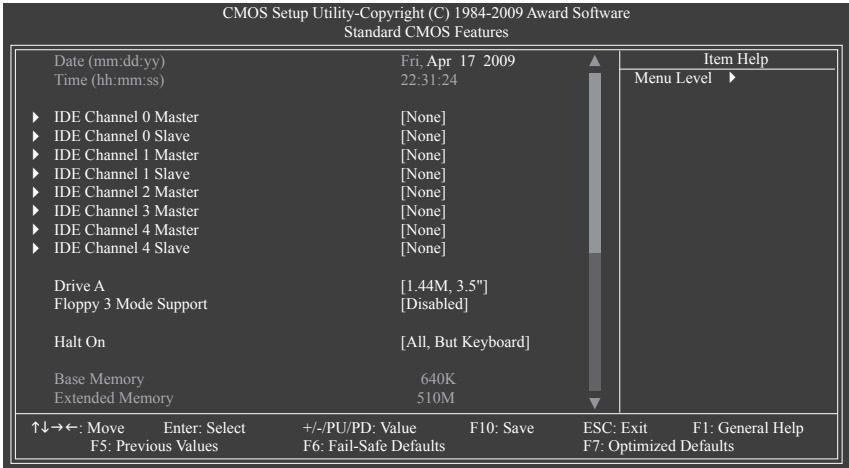 CMOS Setup Utility-Copyright (C) 1984-2009 Award Software
Standard CMOS Features
Date (mm:dd:yy) Fri, Apr 17 2009
Time (hh:mm:ss) 22:31:24
IDE Channel 0 Master [None]
IDE Channel 0 Slave [None]
IDE Channel 1 Master [None]
IDE Channel 1 Slave [None]
IDE Channel 2 Master [None]
IDE Channel 3 Master [None]
IDE Channel 4 Master [None]
IDE Channel 4 Slave [None]
Drive A [1.44M, 3.5"]
Floppy 3 Mode Support [Disabled]
Halt On [All, But Keyboard]
Base Memory 640K
Extended Memory 510M
Item Help
Menu Level
↑↓→←: Move Enter: Select +/-/PU/PD: Value F10: Save ESC: Exit F1: General Help
F5: Previous Values F6: Fail-Safe Defaults F7: Optimized Defaults